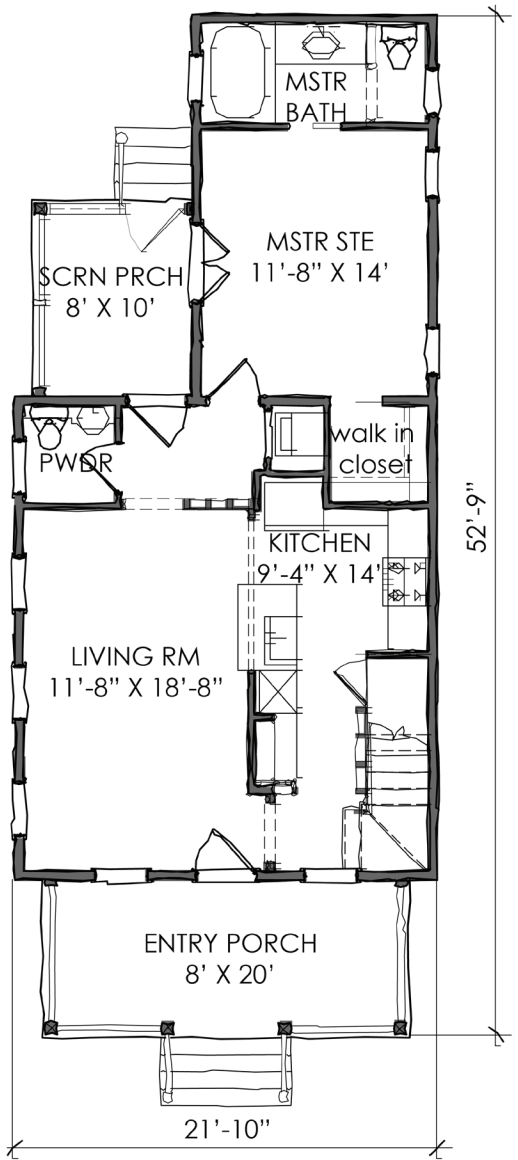 MSTR
BATH
MSTR STE
11'-8" X 14'
SCRN PRCH
8' X 10'
walk in
closet
PWDR
KITCHEN
9'-4" X 14'
52'-9"
LIVING RM
11'-8" X 18'-8"
ENTRY PORCH
8' X 20'
21'-10"